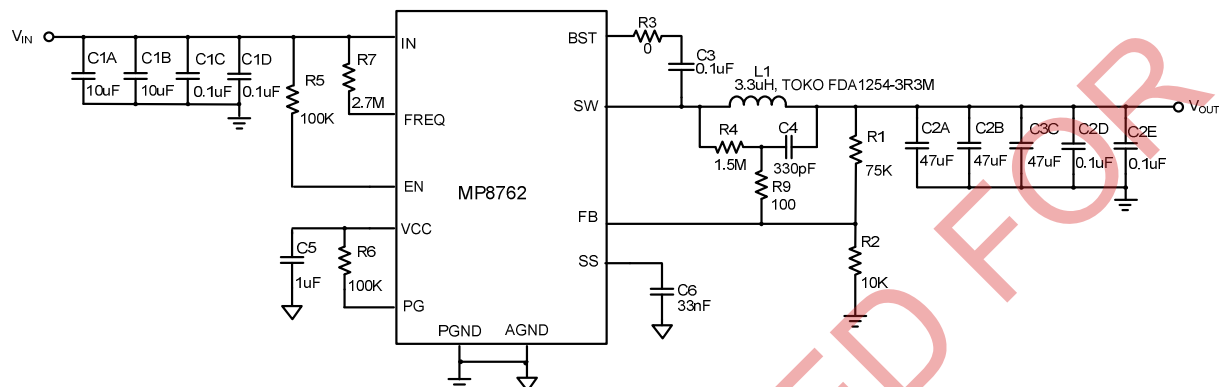 VIN
C1A
10uF
C1B
10uF
C1C
0.1uF
C1D
0.1uF
R5
100K
R7
2.7M
IN
FREQ
EN
VCC
PG
PGND
AGND
MP8762
BST
SW
FB
SS
C5
1uF
R6
100K
R3
0
C3
0.1uF
L1
3.3uH, TOKO FDA1254-3R3M
R4
1.5M
C4
330pF
R9
100
R1
75K
R2
10K
C6
33nF
C2A
47uF
C2B
47uF
C3C
47uF
C2D
0.1uF
C2E
0.1uF
VOUT
ED FOR